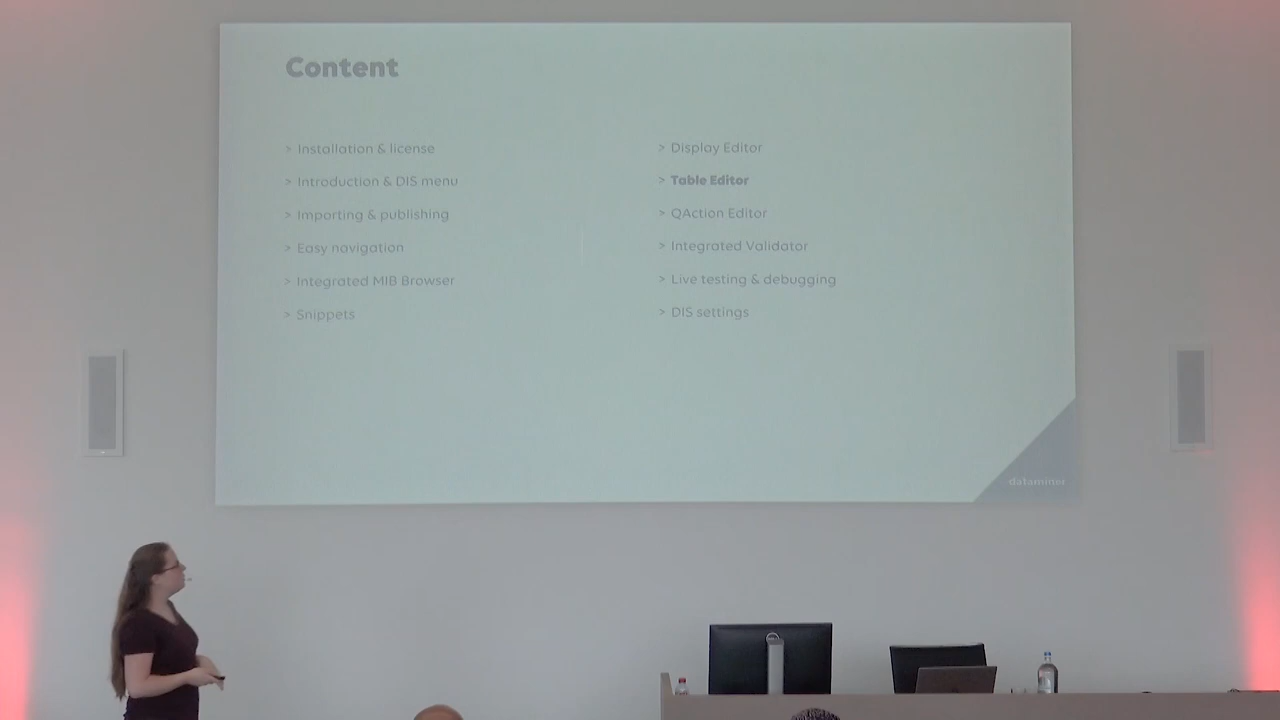 Content
> Installation & license
> Introduction & DIS menu
> Importing & publishing
> Easy navigation
> Integrated MIB Browser
> Snippets
> Display Editor
> Table Editor
> QAction Editor
> Integrated Validator
> Live testing & debugging
> DIS settings
dataminer